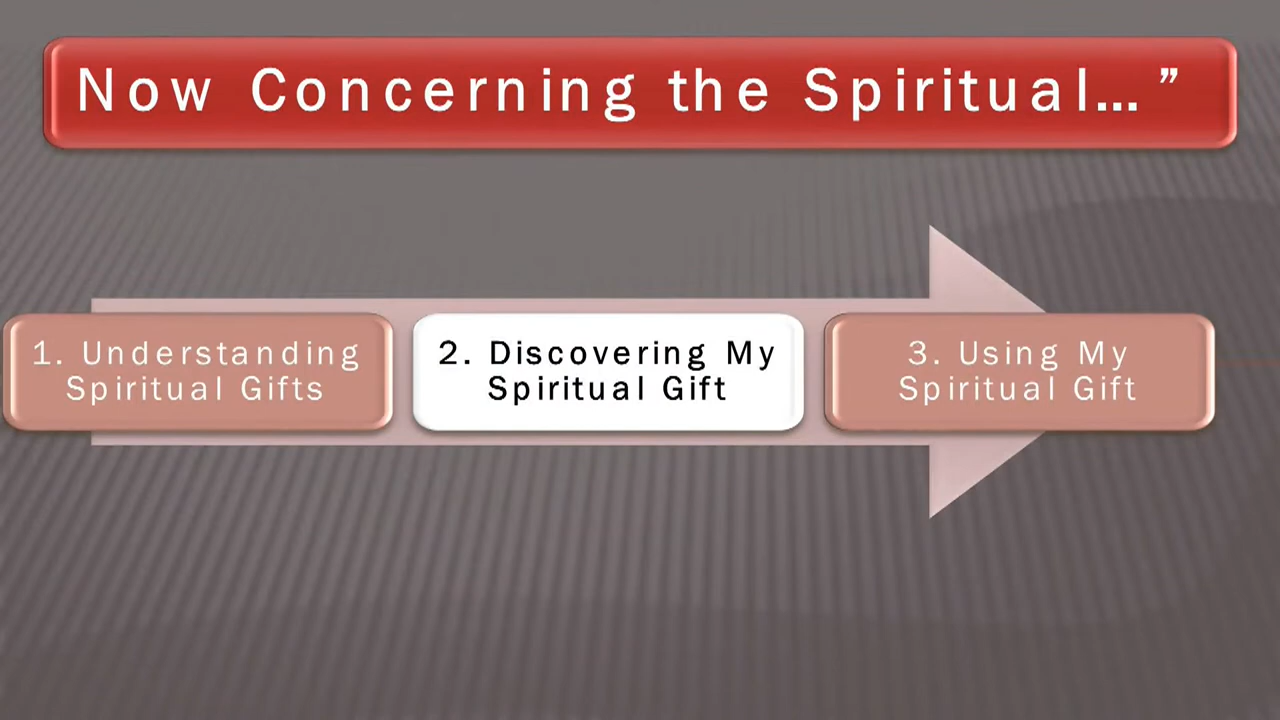 Now Concerning the Spiritual… ”
1. Understanding
Spiritual Gifts
2. Discovering My
Spiritual Gift
3. Using My
Spiritual Gift